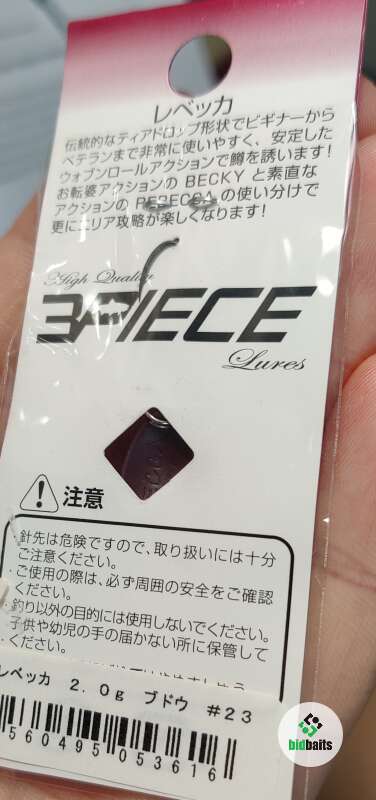 レベッカ
伝統的なティアドロップ形状でビギナーから
ベテランまで非常に使いやすく、安定した
ウォブンロールアクションで鱒を誘います!
お転婆アクションの BECKY と素直な
アクションの REBECCA の使い分けで
更にエリア攻略が楽しくなります!
High Quality
3PIECE
Lures
注意
・針先は危険ですので、取り扱いには十分
ご注意ください。
・ご使用の際は、必ず周囲の安全をご確認
ください。
・釣り以外の目的には使用しないでください。
子供や幼児の手の届かない所に保管して
ください。
レベッカ 2.0g ブドウ #23
560495 053616
bidbaits